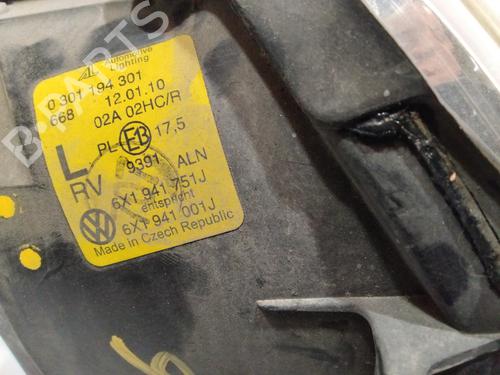 B-PARTS
AL Automotive
Lighting
0 301 194 301
668 12.01.10
02A 02HC/R
L PL E8 17,5
RV 9391 ALN
6X1 941 751J
entspricht
6X1 941 001J
Made in Czech Republic